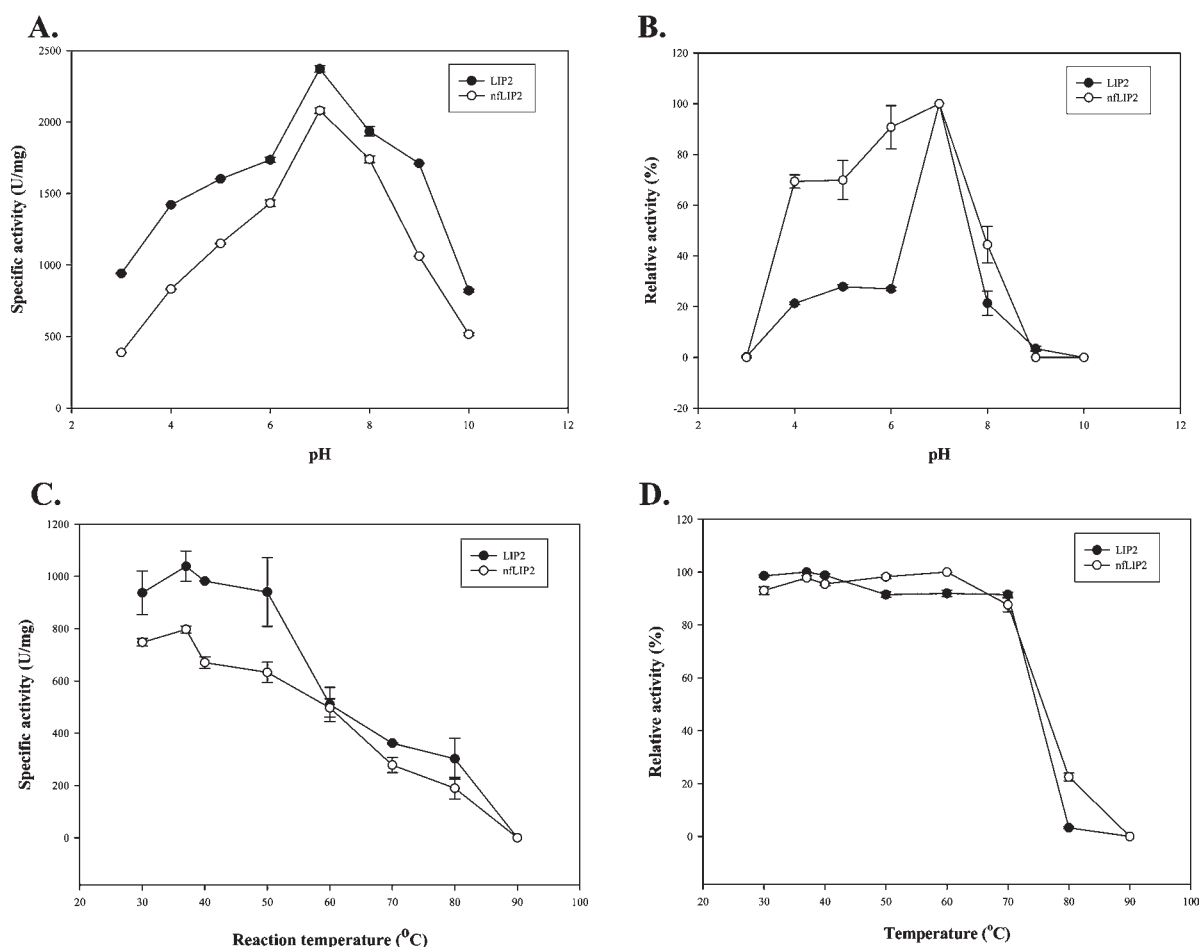 A.
2500
2000
1500
1000
500
0
2 4 6 8 10 12
Specific activity (U/mg)
pH
LIP2
nfLIP2
B.
120
100
80
60
40
20
0
-20
2 4 6 8 10 12
Relative activity (%)
pH
LIP2
nfLIP2
C.
1200
1000
800
600
400
200
0
20 30 40 50 60 70 80 90 100
Specific activity (U/mg)
Reaction temperature (°C)
LIP2
nfLIP2
D.
120
100
80
60
40
20
0
20 30 40 50 60 70 80 90 100
Relative activity (%)
Temperature (°C)
LIP2
nfLIP2